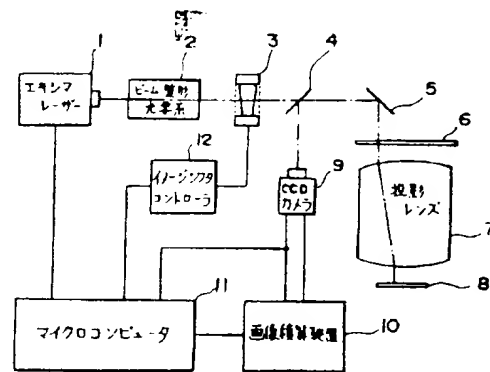 1
2
3
4
5
6
7
8
9
10
11
12
エキシマ
レーザー
ビーム整形
光学系
イメージシフタ
コントローラ
CCD
カメラ
投影
レンズ
マイクロコンピュータ
画像積算装置